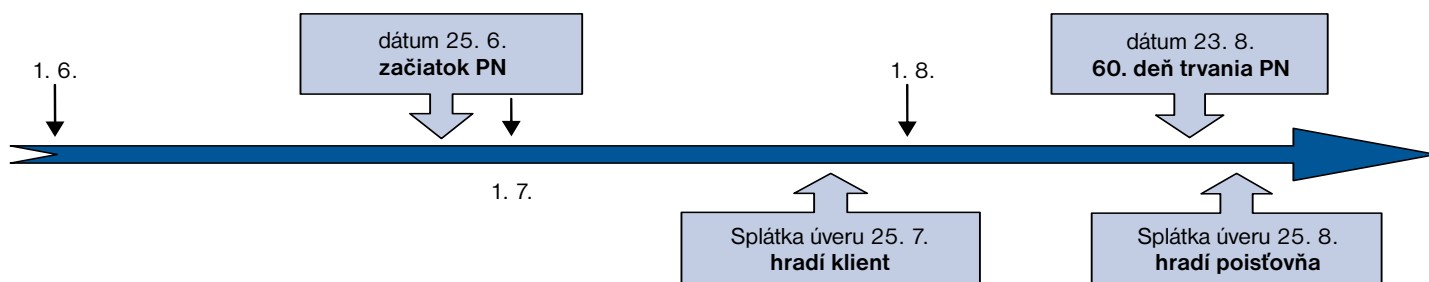 dátum 25. 6.
začiatok PN
dátum 23. 8.
60. deň trvania PN
1. 6.
1. 8.
1. 7.
Splátka úveru 25. 7.
hradí klient
Splátka úveru 25. 8.
hradí poisťovňa